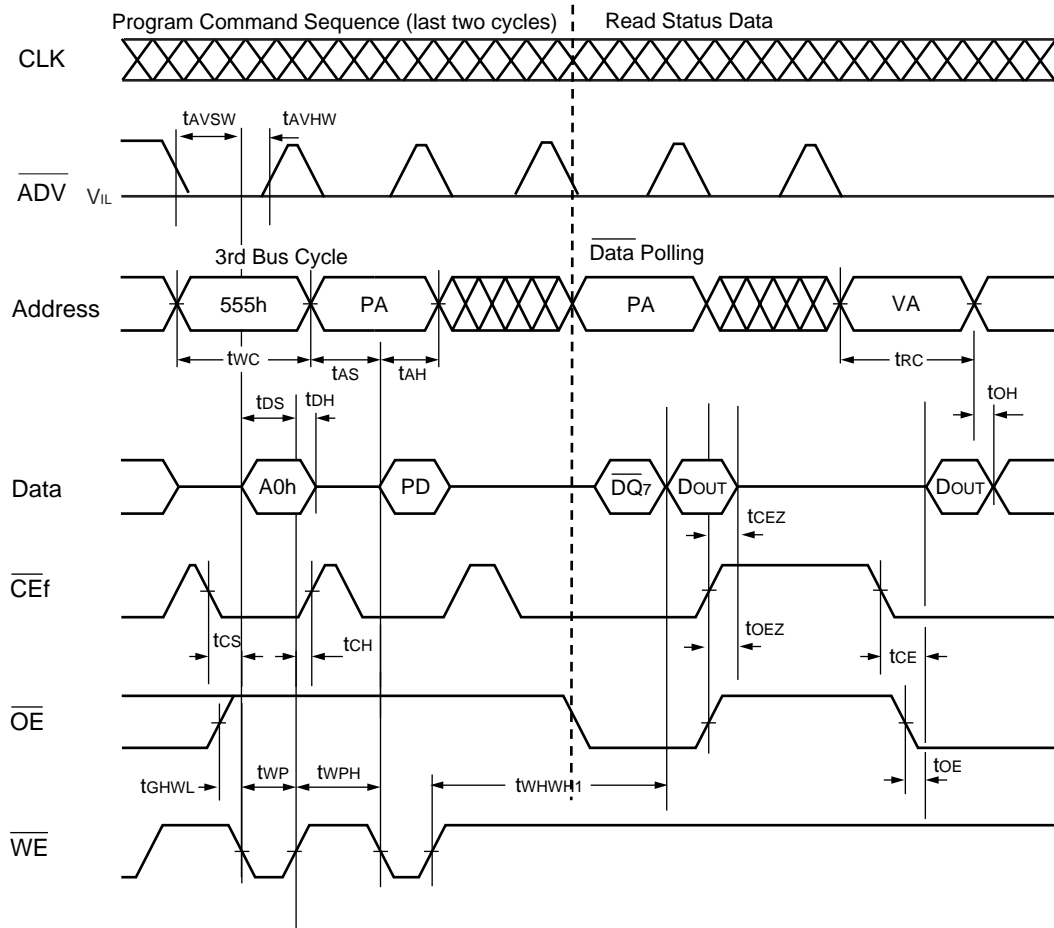 Program Command Sequence (last two cycles) Read Status Data
CLK
tAVSW tAVHW
ADV VIL
3rd Bus Cycle Data Polling
Address 555h PA PA VA
tWC tAS tAH tRC
tDS tDH tOH
Data A0h PD DQ7 DOUT DOUT
tCEZ
CEf
tCS tCH tOEZ tCE
OE
tGHWL tWP tWPH tWHWH1 tOE
WE